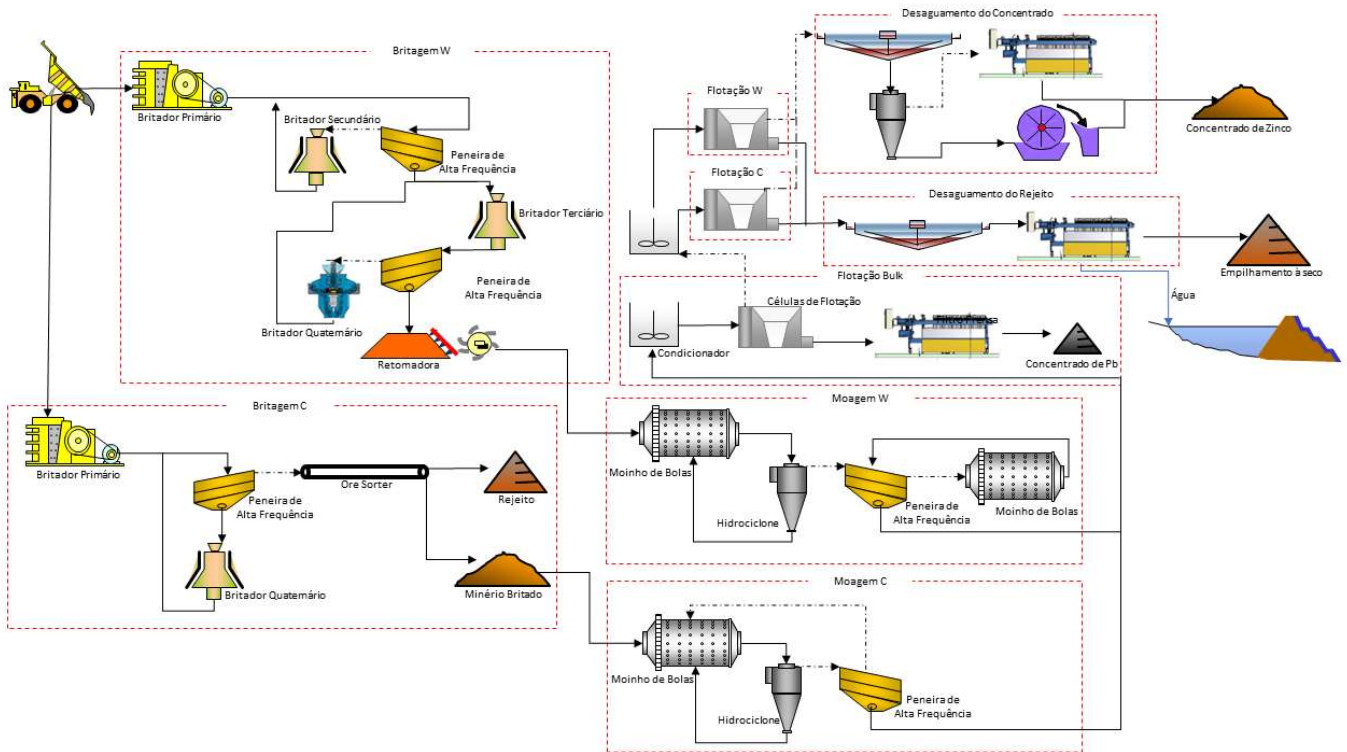 Britagem W
Britador Primário
Britador Secundário
Peneira de
Alta Frequência
Britador Terciário
Peneira de
Alta Frequência
Britador Quaternário
Retomadora
Desaguamento do Concentrado
Concentrado de Zinco
Flotação W
Flotação C
Desaguamento do Rejeito
Empilhamento à seco
Água
Flotação Bulk
Células de Flotação
Condicionador
Concentrado de Pb
Britagem C
Britador Primário
Peneira de
Alta Frequência
Ore Sorter
Rejeito
Britador Quaternário
Minério Britado
Moagem W
Moinho de Bolas
Hidrociclone
Peneira de
Alta Frequência
Moinho de Bolas
Moagem C
Moinho de Bolas
Hidrociclone
Peneira de
Alta Frequência